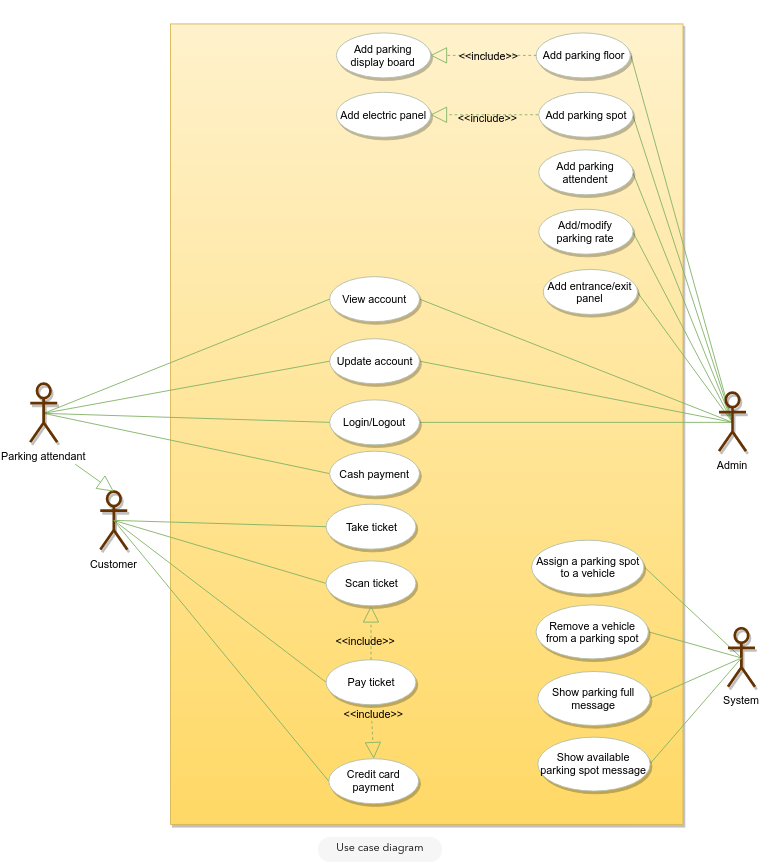 Add parking
display board
<<include>>
Add parking floor
Add electric panel
<<include>>
Add parking spot
Add parking
attendent
Add/modify
parking rate
Add entrance/exit
panel
View account
Update account
Login/Logout
Parking attendant
Admin
Cash payment
Take ticket
Customer
Scan ticket
Assign a parking spot
to a vehicle
<<include>>
Remove a vehicle
from a parking spot
Pay ticket
System
<<include>>
Show parking full
message
Credit card
payment
Show available
parking spot message
Use case diagram